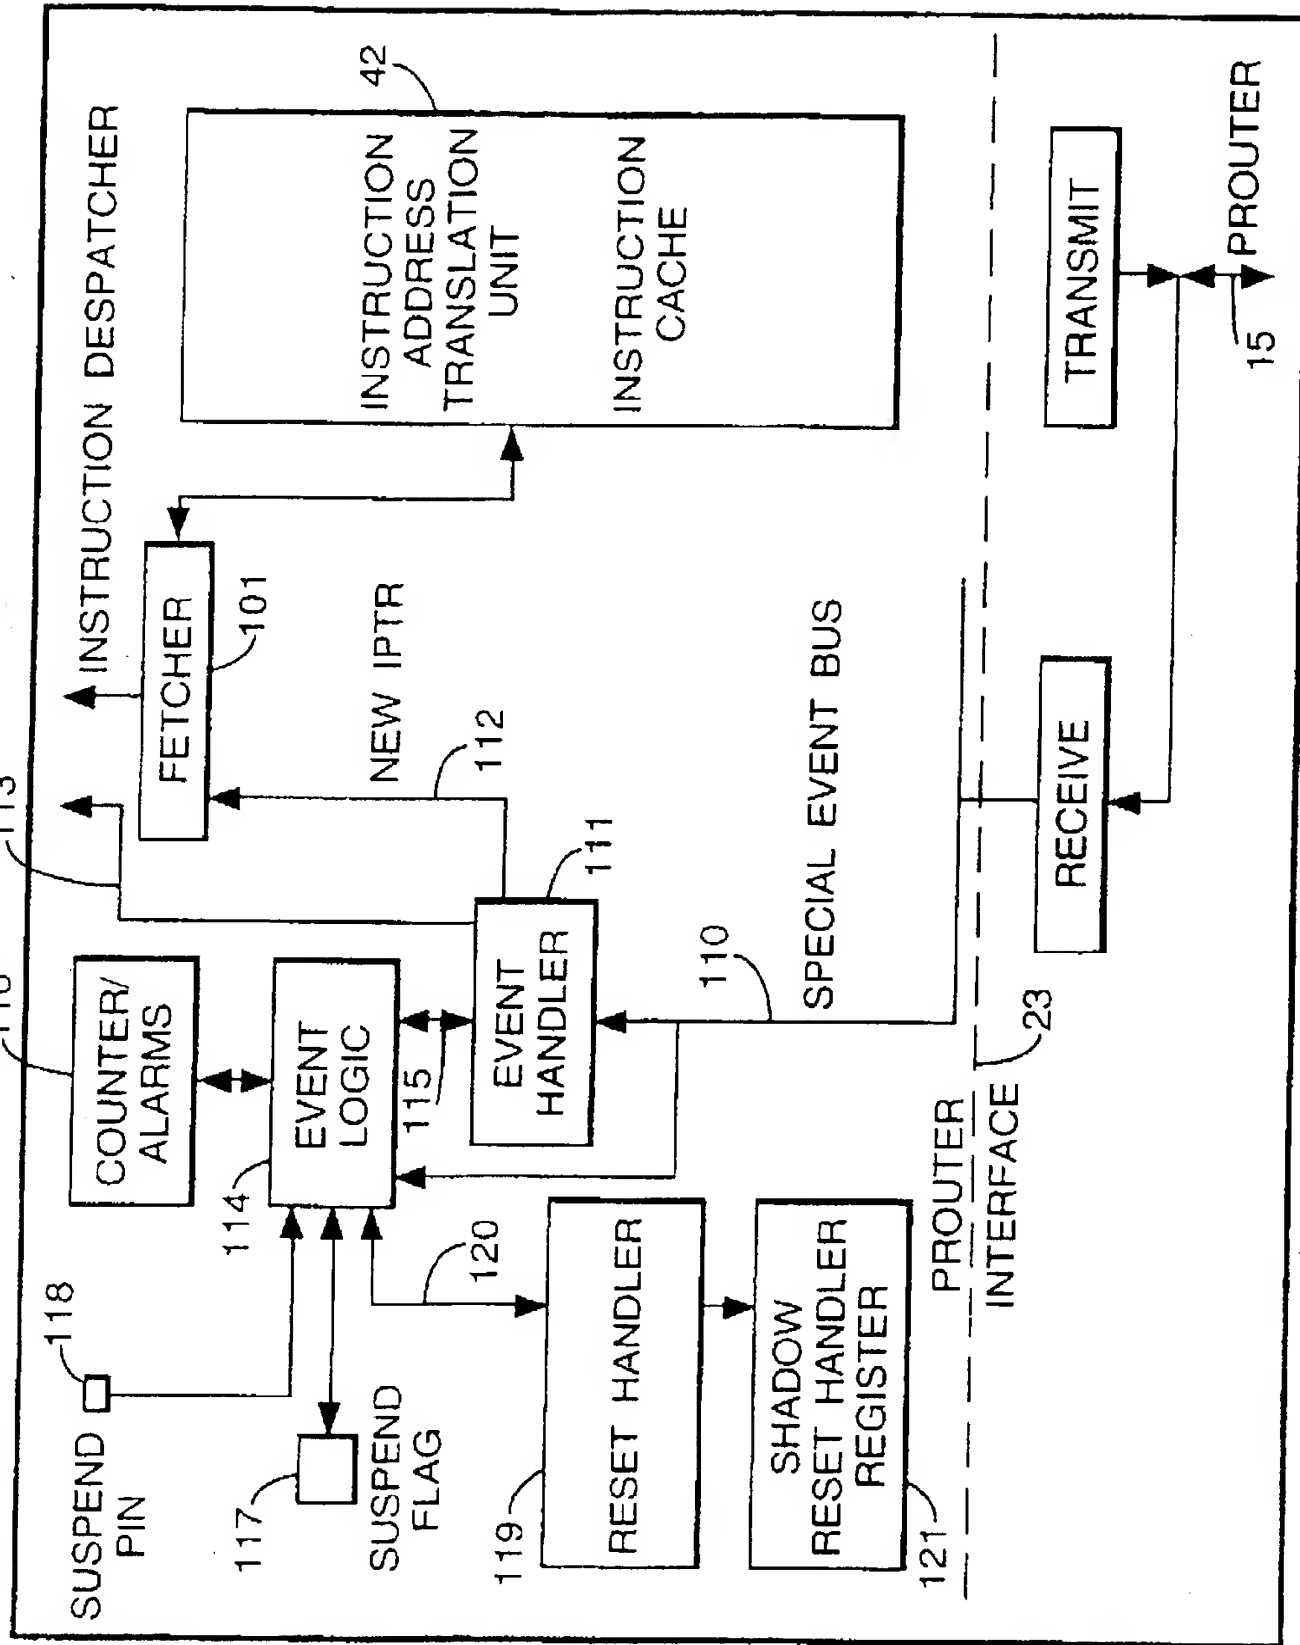 SUSPEND
PIN
118
COUNTER/
ALARMS
113
INSTRUCTION DESPATCHER
117
SUSPEND
FLAG
114
EVENT
LOGIC
FETCHER
101
42
120
115
EVENT
HANDLER
111
NEW IPTR
112
INSTRUCTION
ADDRESS
TRANSLATION
UNIT
INSTRUCTION
CACHE
119
RESET HANDLER
110
SHADOW
RESET HANDLER
REGISTER
121
SPECIAL EVENT BUS
PROUTER
INTERFACE
23
RECEIVE
TRANSMIT
PROUTER
15